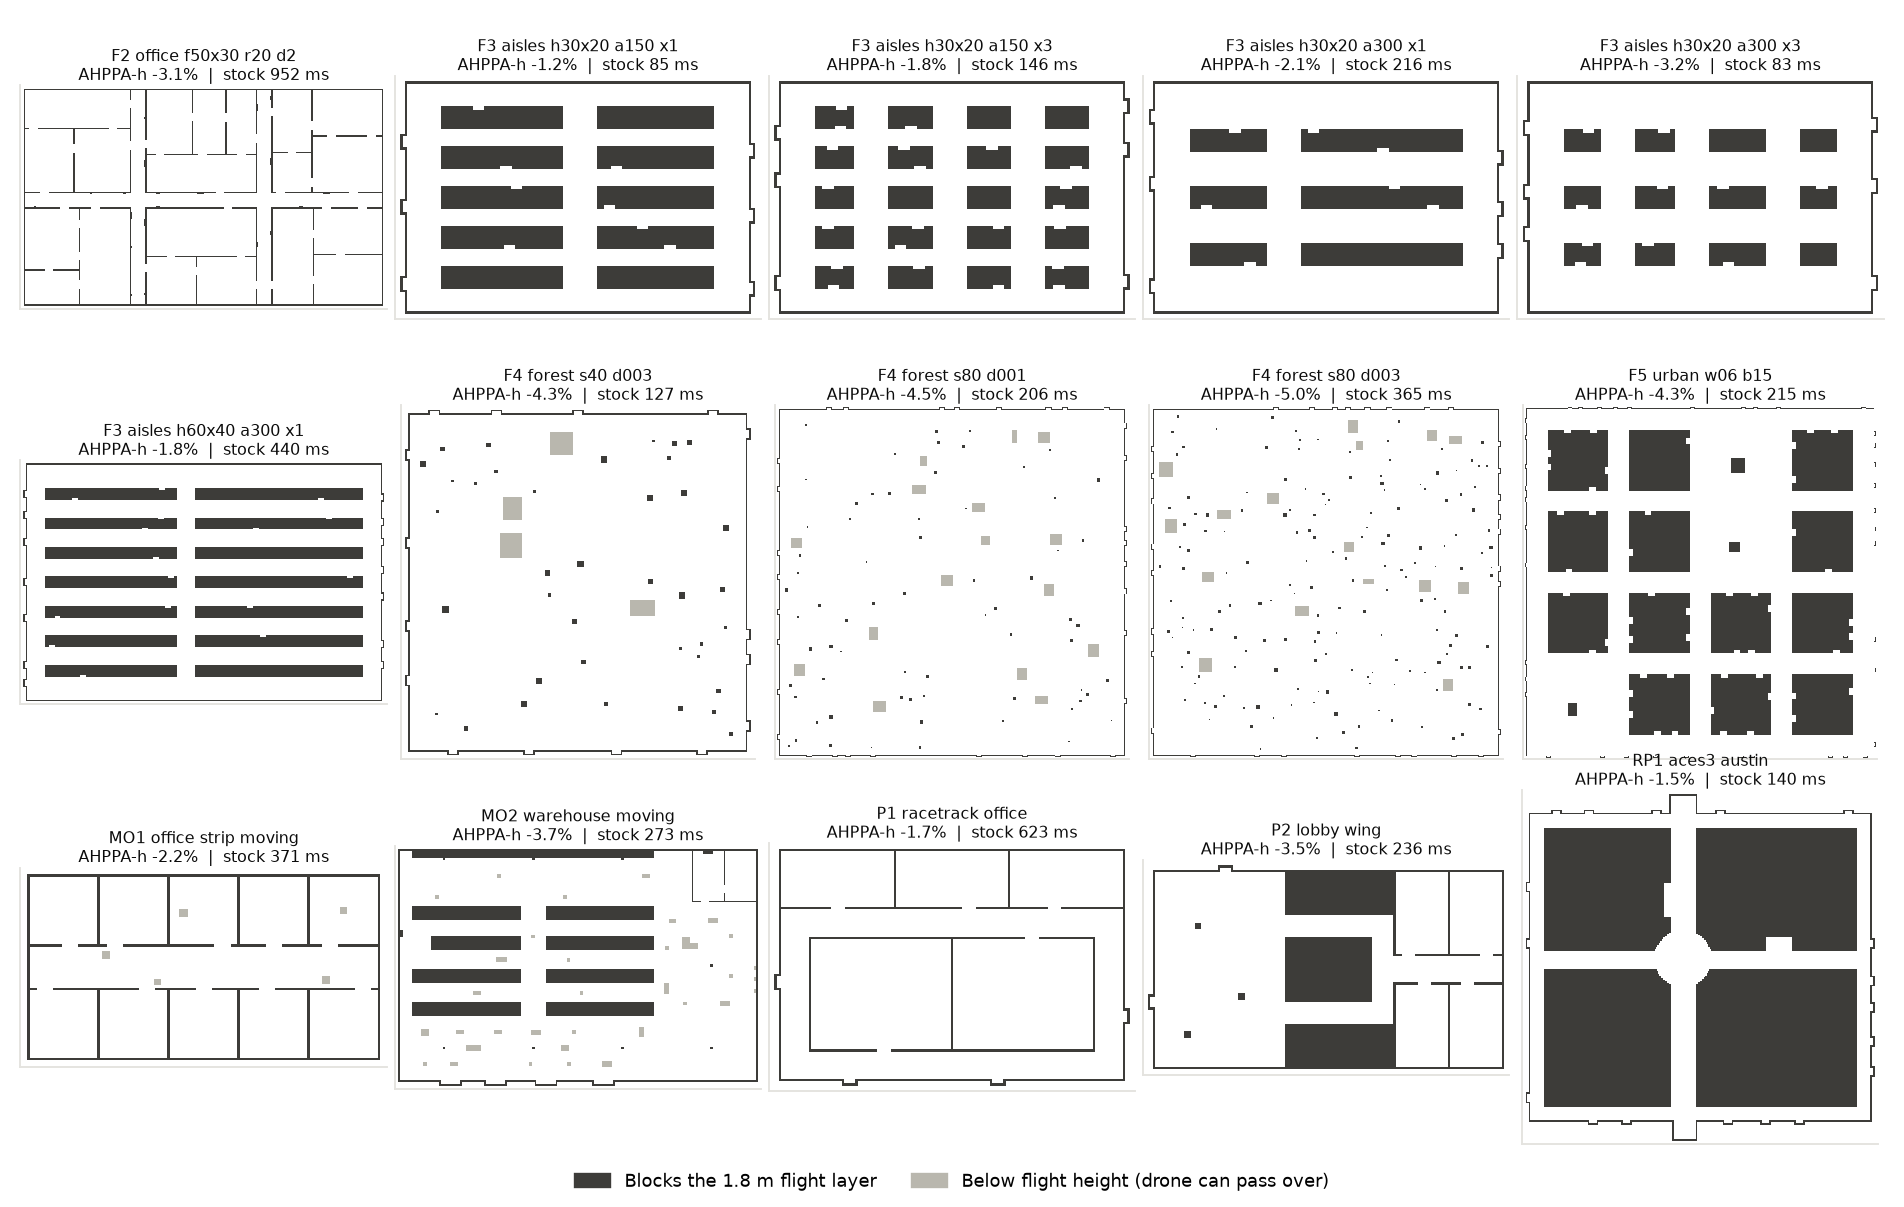 F2 office f50x30 r20 d2
AHPPA-h -3.1% | stock 952 ms
F3 aisles h30x20 a150 x1
AHPPA-h -1.2% | stock 85 ms
F3 aisles h30x20 a150 x3
AHPPA-h -1.8% | stock 146 ms
F3 aisles h30x20 a300 x1
AHPPA-h -2.1% | stock 216 ms
F3 aisles h30x20 a300 x3
AHPPA-h -3.2% | stock 83 ms
F3 aisles h60x40 a300 x1
AHPPA-h -1.8% | stock 440 ms
F4 forest s40 d003
AHPPA-h -4.3% | stock 127 ms
F4 forest s80 d001
AHPPA-h -4.5% | stock 206 ms
F4 forest s80 d003
AHPPA-h -5.0% | stock 365 ms
F5 urban w06 b15
AHPPA-h -4.3% | stock 215 ms
MO1 office strip moving
AHPPA-h -2.2% | stock 371 ms
MO2 warehouse moving
AHPPA-h -3.7% | stock 273 ms
P1 racetrack office
AHPPA-h -1.7% | stock 623 ms
P2 lobby wing
AHPPA-h -3.5% | stock 236 ms
RP1 aces3 austin
AHPPA-h -1.5% | stock 140 ms
Blocks the 1.8 m flight layer
Below flight height (drone can pass over)